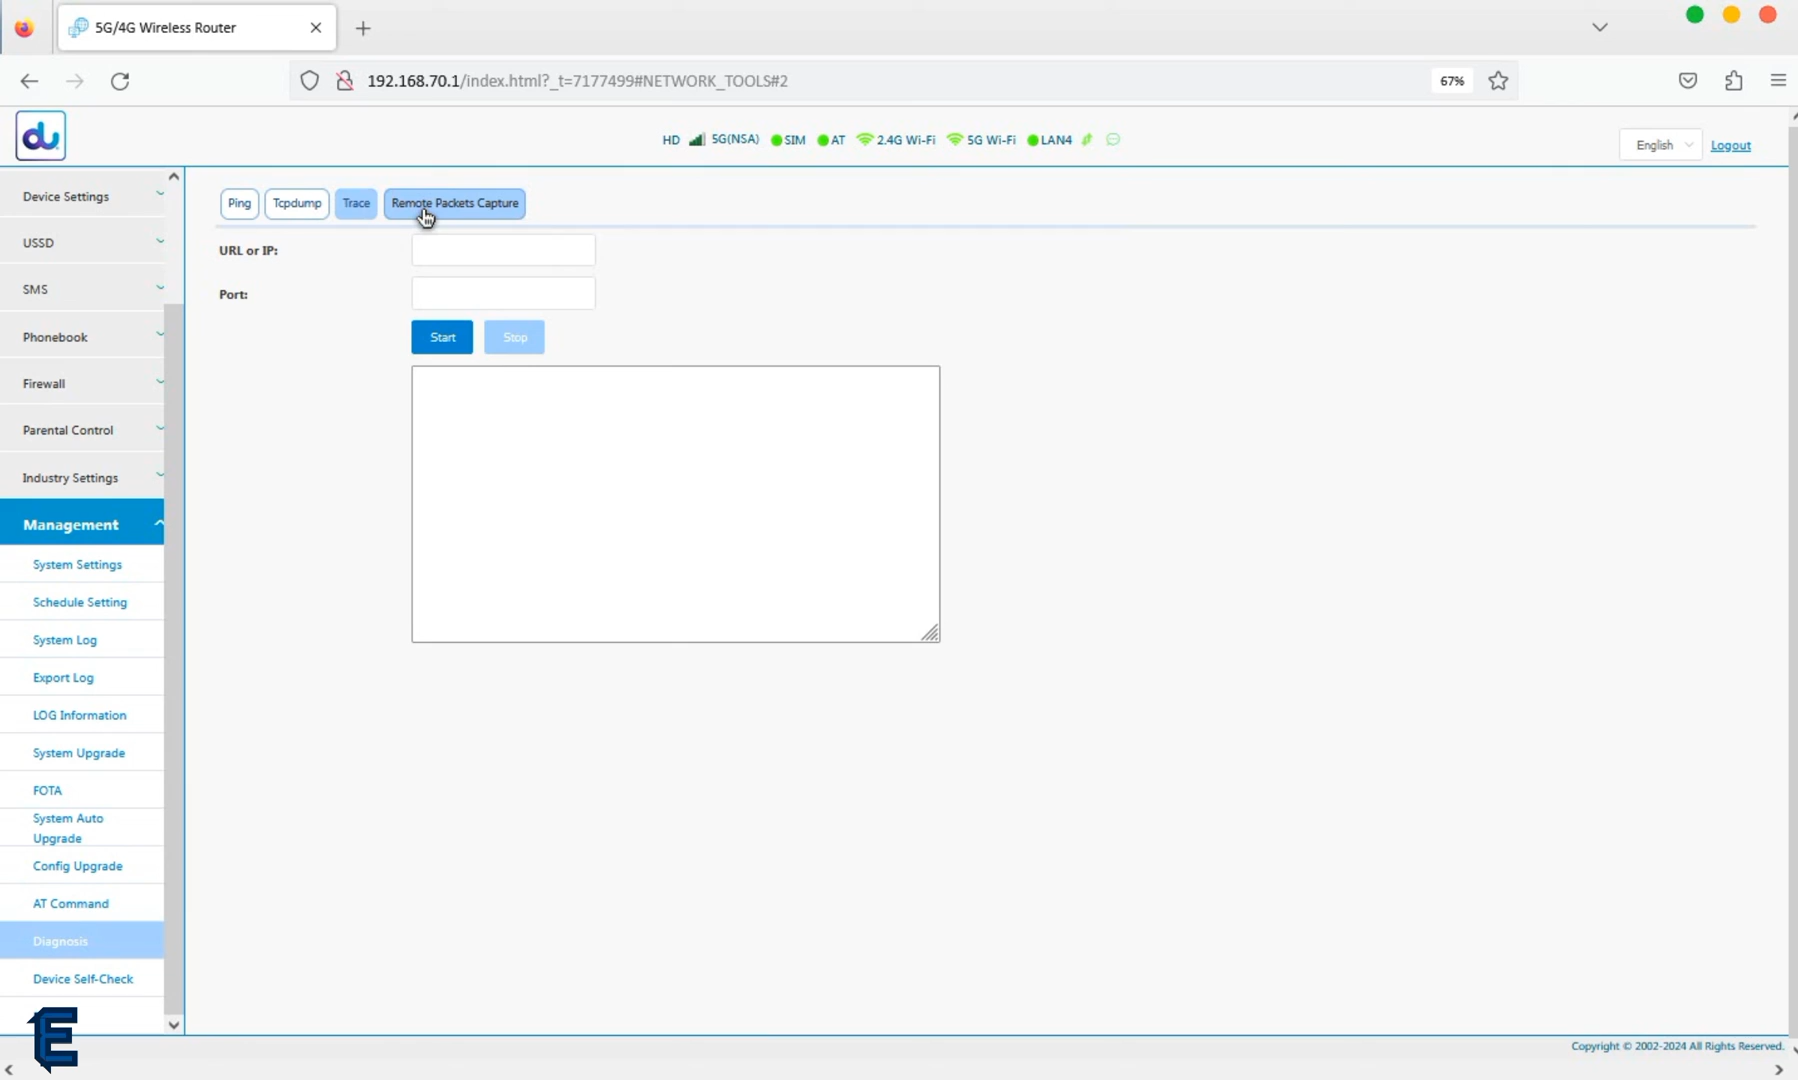 5G/4G Wireless Router
192.168.70.1/index.html?_t=7177499#NETWORK_TOOLS#2
67%
du
HD 5G(NSA) SIM AT 2.4G Wi-Fi 5G Wi-Fi LAN4
English
Logout
Device Settings
USSD
SMS
Phonebook
Firewall
Parental Control
Industry Settings
Management
System Settings
Schedule Setting
System Log
Export Log
LOG Information
System Upgrade
FOTA
System Auto
Upgrade
Config Upgrade
AT Command
Diagnosis
Device Self-Check
Ping Tcpdump Trace Remote Packets Capture
URL or IP:
Port:
Start Stop
E
Copyright © 2002-2024 All Rights Reserved.